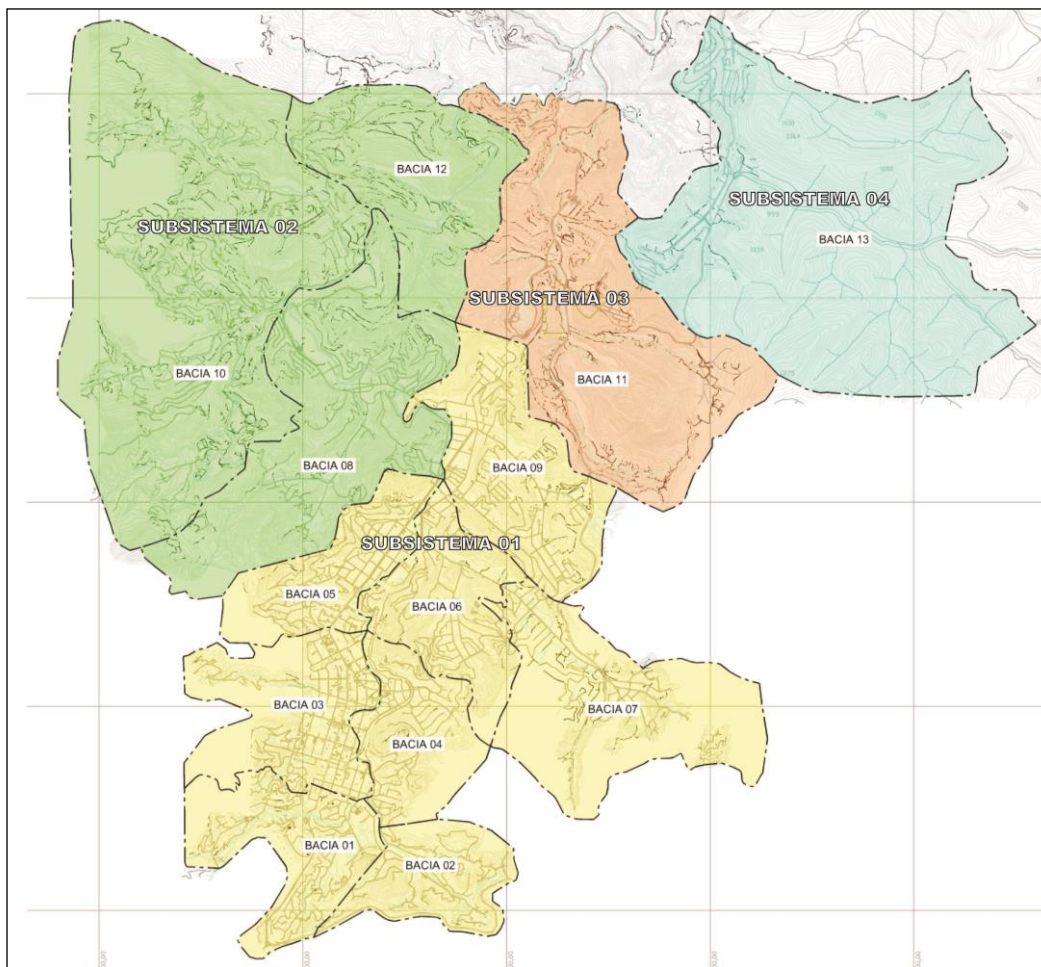 BACIA 12
SUBSISTEMA 02
SUBSISTEMA 04
BACIA 13
SUBSISTEMA 03
BACIA 10
BACIA 11
BACIA 08
BACIA 09
SUBSISTEMA 01
BACIA 05
BACIA 06
BACIA 03
BACIA 07
BACIA 04
BACIA 01
BACIA 02